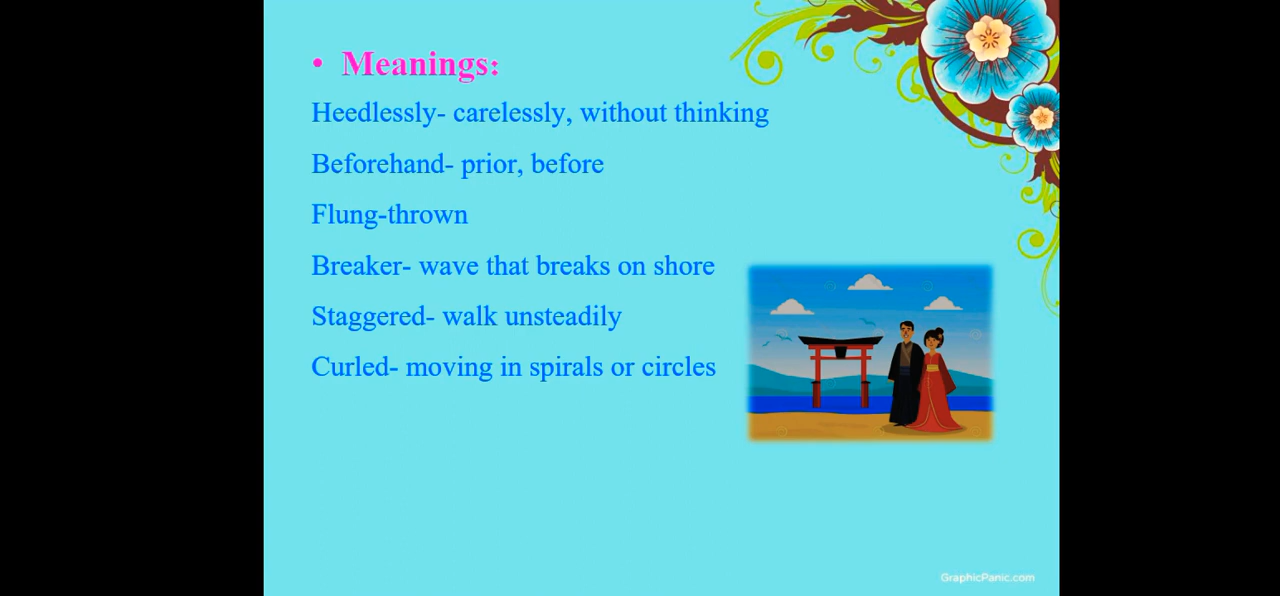 • Meanings:
Heedlessly- carelessly, without thinking
Beforehand- prior, before
Flung-thrown
Breaker- wave that breaks on shore
Staggered- walk unsteadily
Curled- moving in spirals or circles
GraphicPanic.com